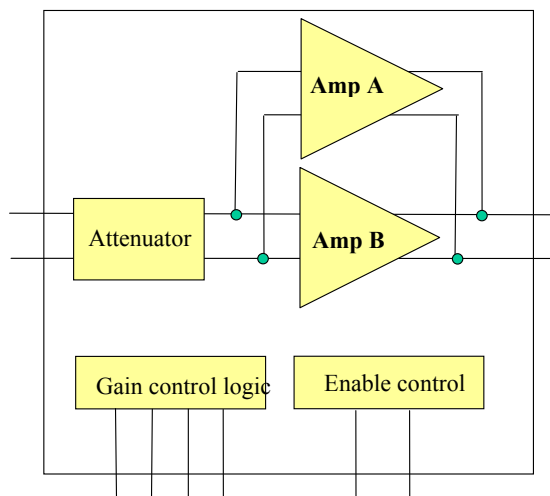 Amp A
Attenuator
Amp B
Gain control logic
Enable control